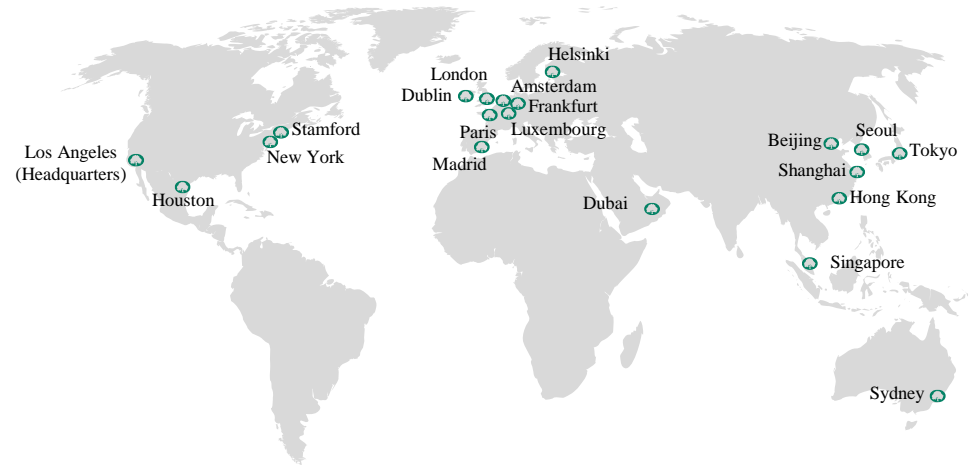 Helsinki
London
Amsterdam
Dublin
Frankfurt
Stamford
Paris
Luxembourg
Seoul
Beijing
Tokyo
Los Angeles
(Headquarters)
New York
Madrid
Shanghai
Houston
Dubai
Hong Kong
Singapore
Sydney